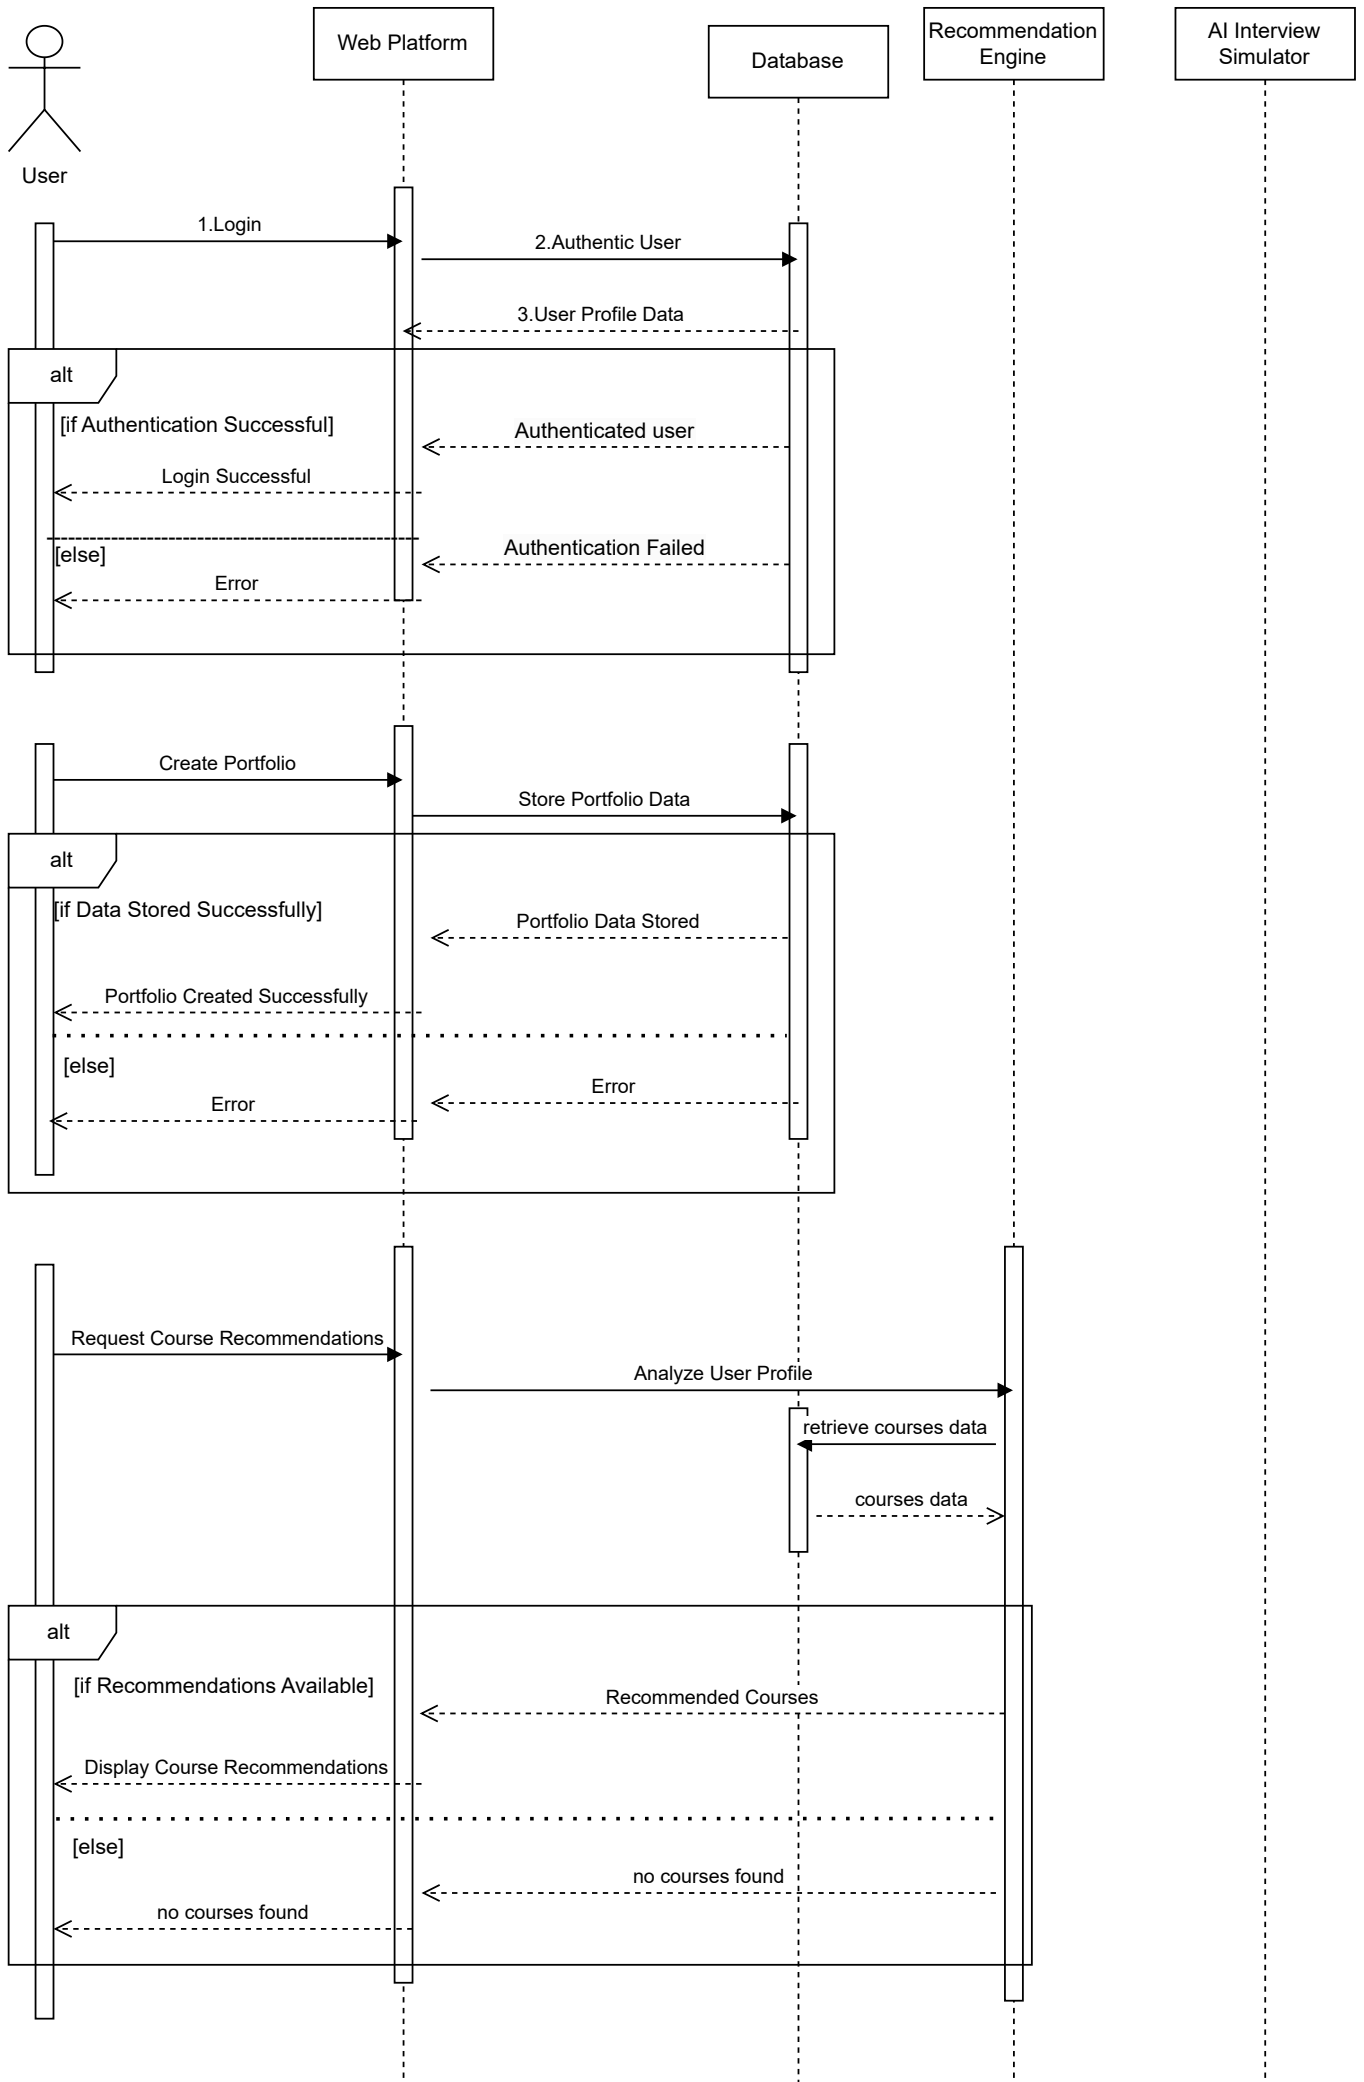 Web Platform
Database
Recommendation
Engine
AI Interview
Simulator
User
1.Login
2.Authentic User
3.User Profile Data
alt
[if Authentication Successful]
Authenticated user
Login Successful
[else]
Authentication Failed
Error
Create Portfolio
Store Portfolio Data
alt
[if Data Stored Successfully]
Portfolio Data Stored
Portfolio Created Successfully
[else]
Error
Error
Request Course Recommendations
Analyze User Profile
retrieve courses data
courses data
alt
[if Recommendations Available]
Recommended Courses
Display Course Recommendations
[else]
no courses found
no courses found